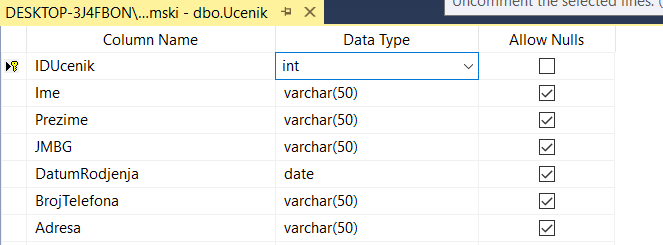 Uncomment the selected lines. (
DESKTOP-3J4FBON\...mski - dbo.Ucenik
Column Name Data Type Allow Nulls
IDUcenik int
Ime varchar(50)
Prezime varchar(50)
JMBG varchar(50)
DatumRodjenja date
BrojTelefona varchar(50)
Adresa varchar(50)